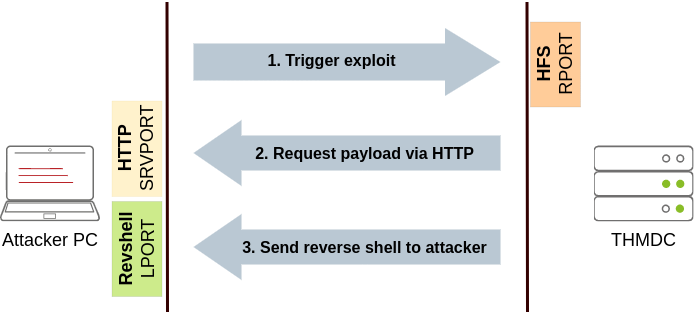 1. Trigger exploit
HFS
RPORT
HTTP
SRVPORT
2. Request payload via HTTP
Attacker PC
Revshell
LPORT
3. Send reverse shell to attacker
THMDC